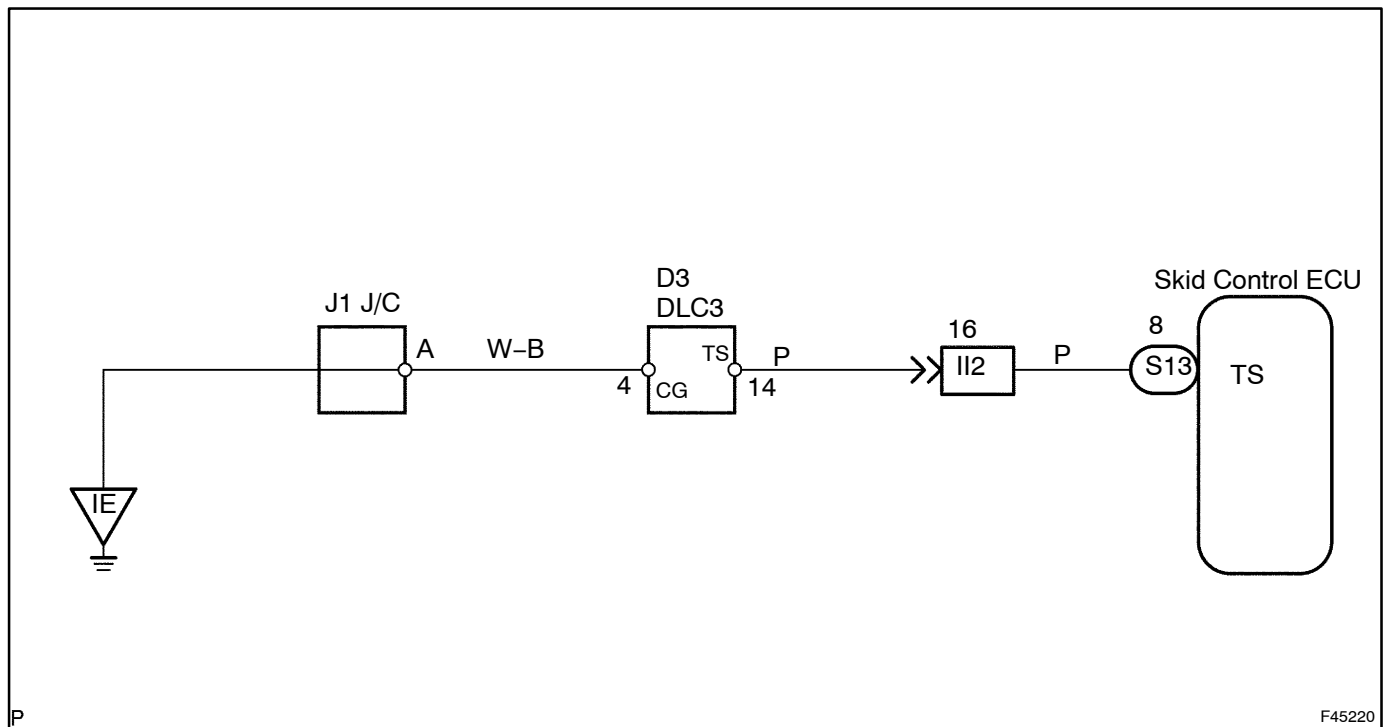 Skid Control ECU
D3
DLC3
J1 J/C
16
8
A
W−B
TS
P
II2
P
S13
TS
4
CG
14
IE
P
F45220